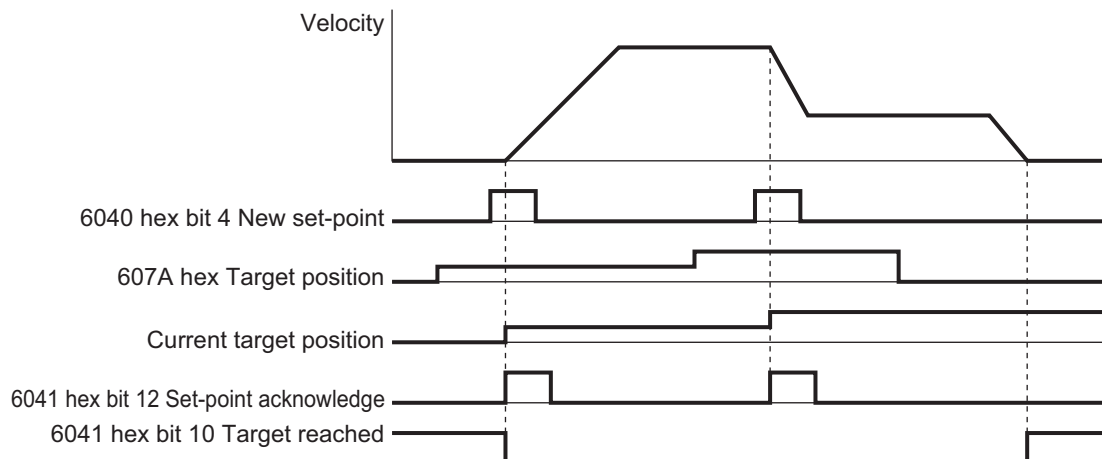 Velocity
6040 hex bit 4 New set-point
607A hex Target position
Current target position
6041 hex bit 12 Set-point acknowledge
6041 hex bit 10 Target reached